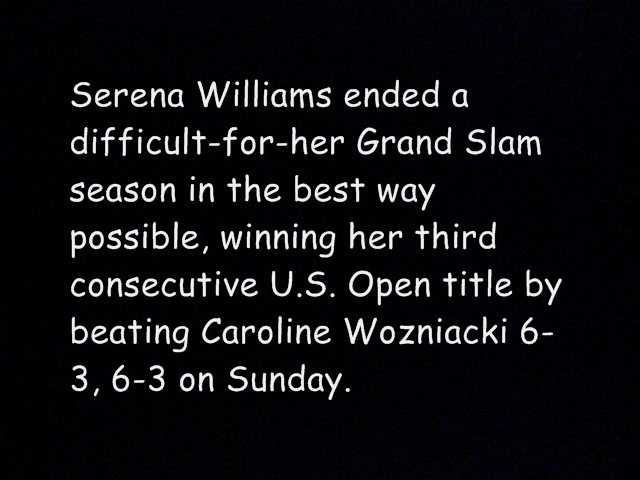 Serena Williams ended a
difficult-for-her Grand Slam
season in the best way
possible, winning her third
consecutive U.S. Open title by
beating Caroline Wozniacki 6-
3, 6-3 on Sunday.